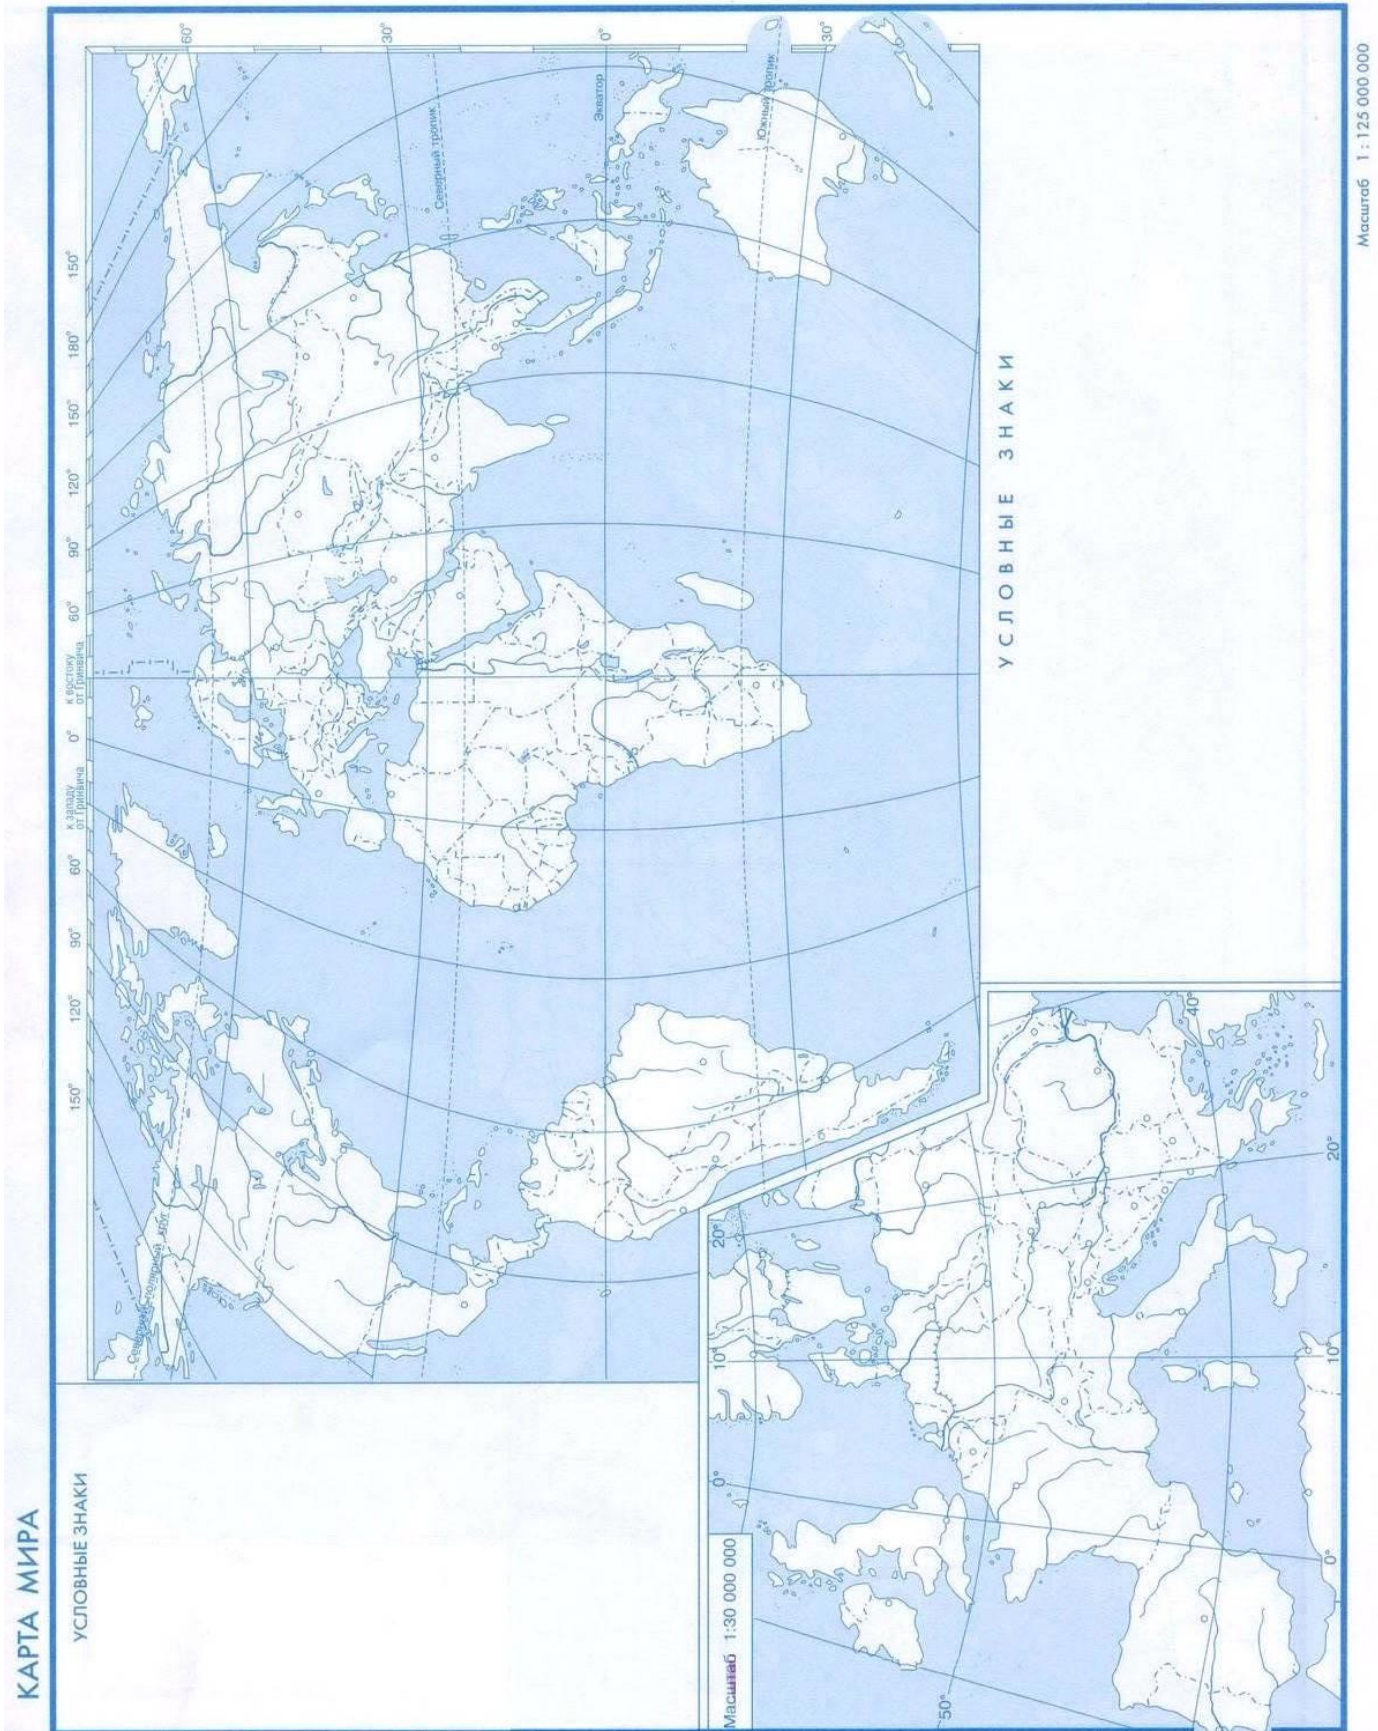 КАРТА МИРА
УСЛОВНЫЕ ЗНАКИ
150°
120°
90°
60°
к западу
от Гринвича
0°
к востоку
от Гринвича
60°
90°
120°
150°
180°
150°
60°
30°
0°
30°
Северный полярный круг
Северный тропик
Экватор
Южный тропик
УСЛОВНЫЕ ЗНАКИ
Масштаб 1:30 000 000
0°
10°
20°
50°
40°
0°
10°
20°
Масштаб 1 : 125 000 000